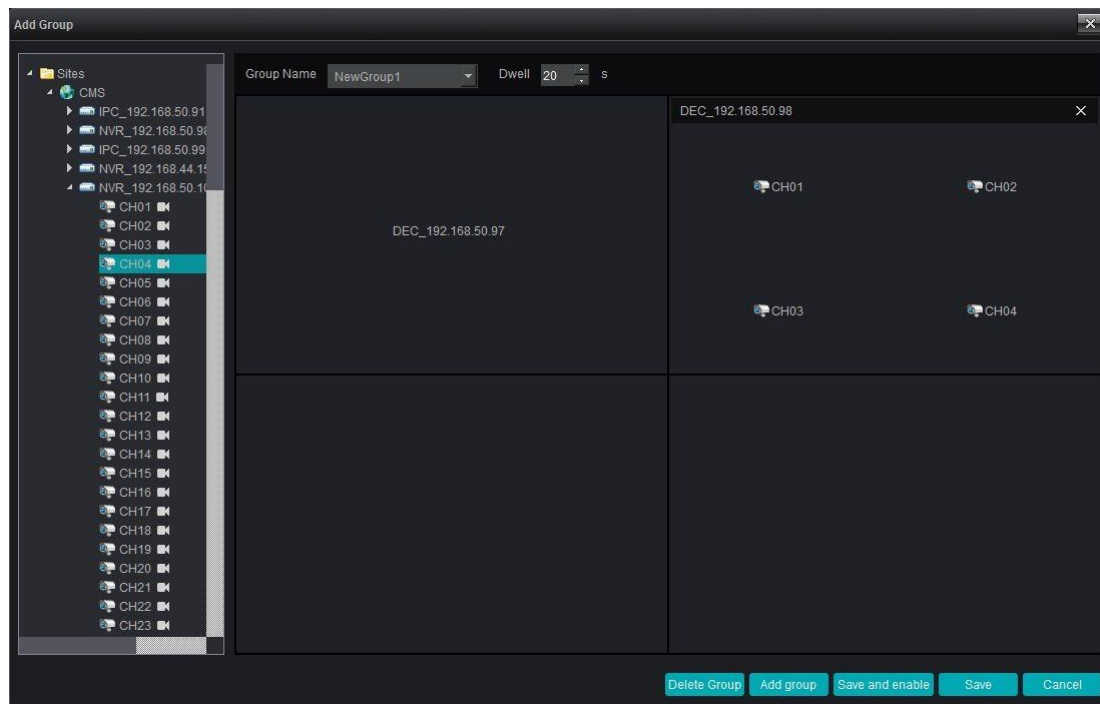 Add Group
Sites
CMS
IPC_192.168.50.91
NVR_192.168.50.98
IPC_192.168.50.99
NVR_192.168.44.15
NVR_192.168.50.10
CH01
CH02
CH03
CH04
CH05
CH06
CH07
CH08
CH09
CH10
CH11
CH12
CH13
CH14
CH15
CH16
CH17
CH18
CH19
CH20
CH21
CH22
CH23
Group Name NewGroup1 Dwell 20 s
DEC_192.168.50.97
DEC_192.168.50.98
CH01 CH02
CH03 CH04
Delete Group Add group Save and enable Save Cancel